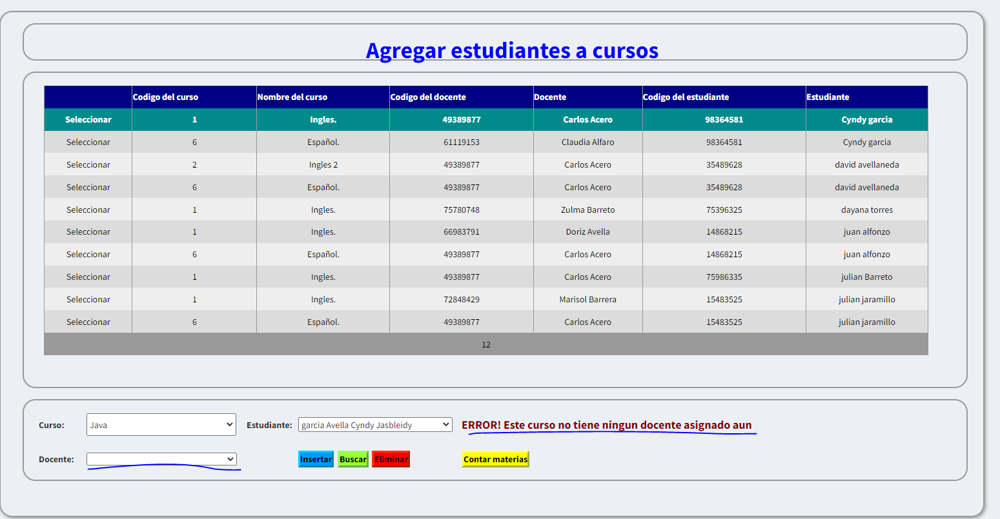 Agregar estudiantes a cursos
Codigo del curso Nombre del curso Codigo del docente Docente Codigo del estudiante Estudiante
Seleccionar 1 Ingles. 49389877 Carlos Acero 98364581 Cyndy garcia
Seleccionar 6 Español. 61119153 Claudia Alfaro 98364581 Cyndy garcia
Seleccionar 2 Ingles 2 49389877 Carlos Acero 35489628 david avellaneda
Seleccionar 6 Español. 49389877 Carlos Acero 35489628 david avellaneda
Seleccionar 1 Ingles. 75780748 Zulma Barreto 75396325 dayana torres
Seleccionar 1 Ingles. 66983791 Doriz Avella 14868215 juan alfonzo
Seleccionar 6 Español. 49389877 Carlos Acero 14868215 juan alfonzo
Seleccionar 1 Ingles. 49389877 Carlos Acero 75986335 julian Barreto
Seleccionar 1 Ingles. 72848429 Marisol Barrera 15483525 julian jaramillo
Seleccionar 6 Español. 49389877 Carlos Acero 15483525 julian jaramillo
12
Curso: Java Estudiante: garcia Avella Cyndy Jasbleidy ERROR! Este curso no tiene ningun docente asignado aun
Docente: Insertar Buscar Eliminar Contar materias